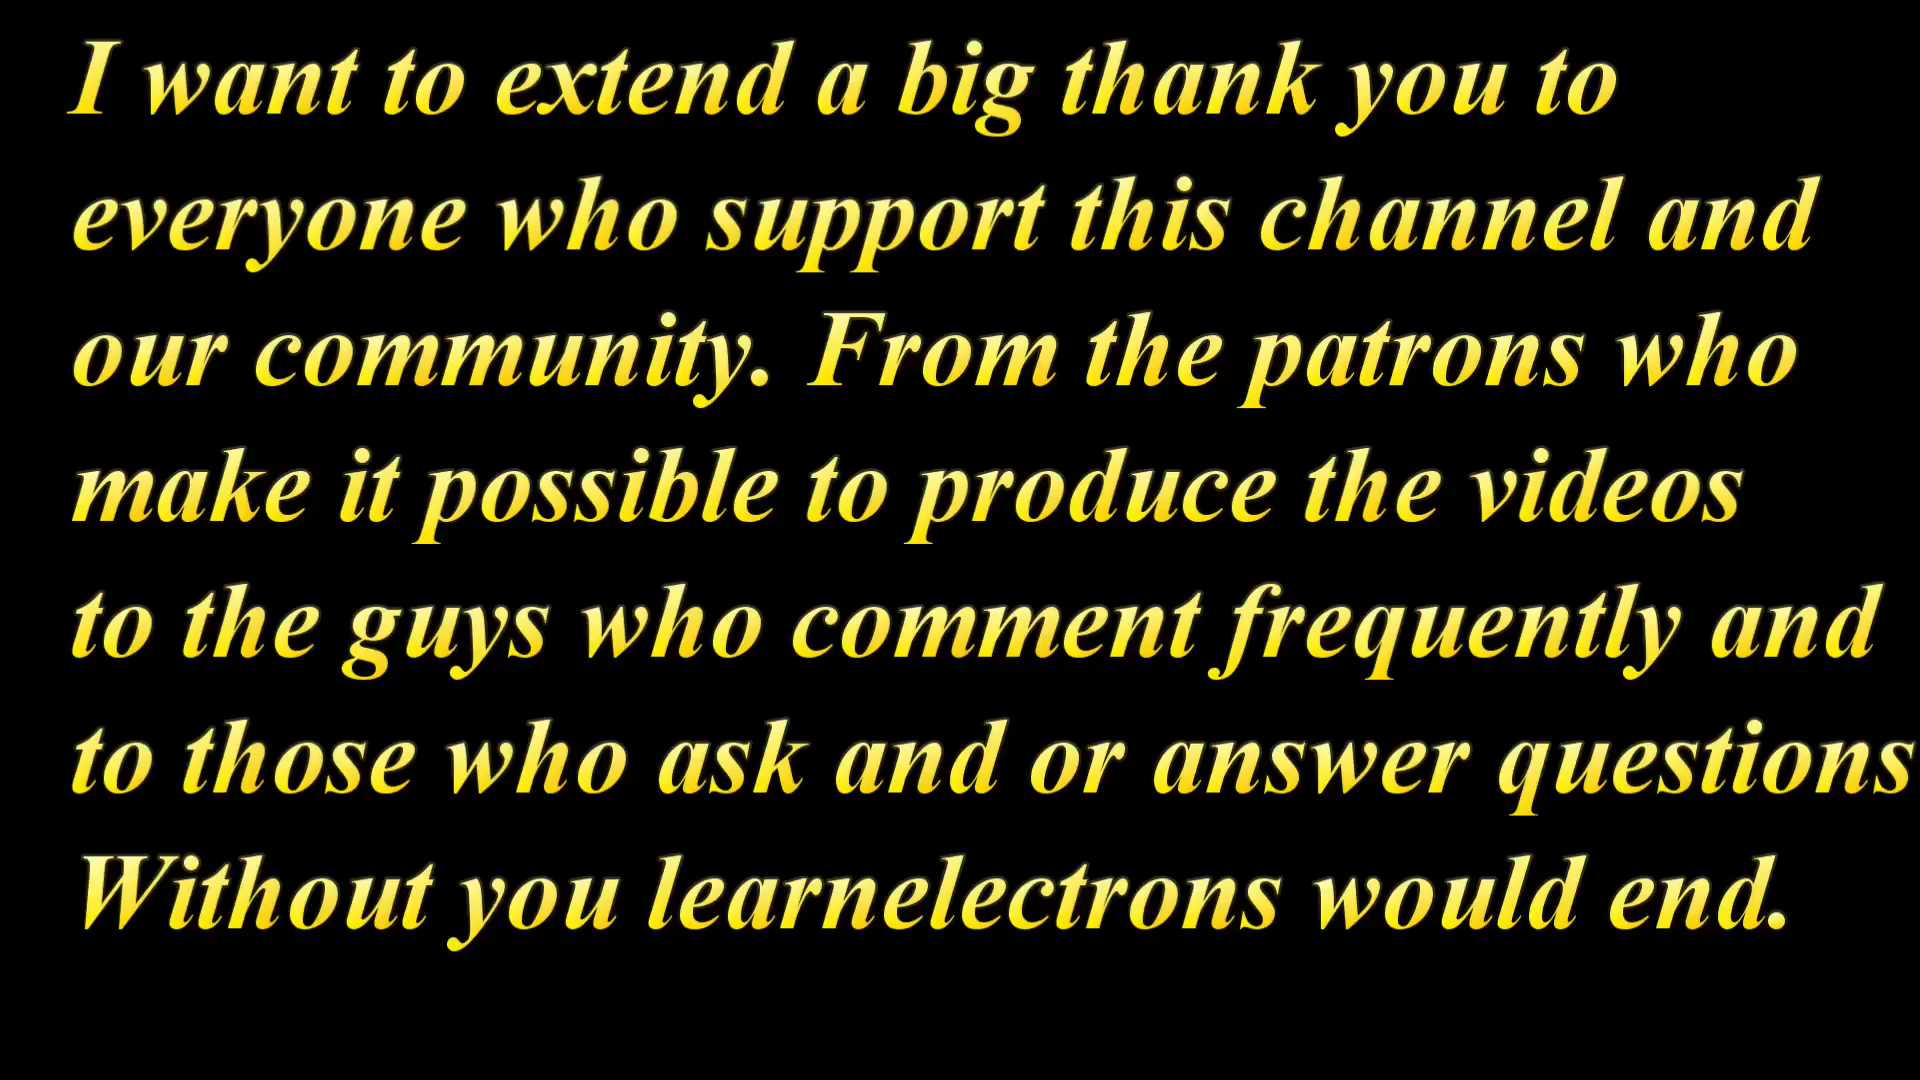 I want to extend a big thank you to
everyone who support this channel and
our community. From the patrons who
make it possible to produce the videos
to the guys who comment frequently and
to those who ask and or answer questions
Without you learnelectrons would end.